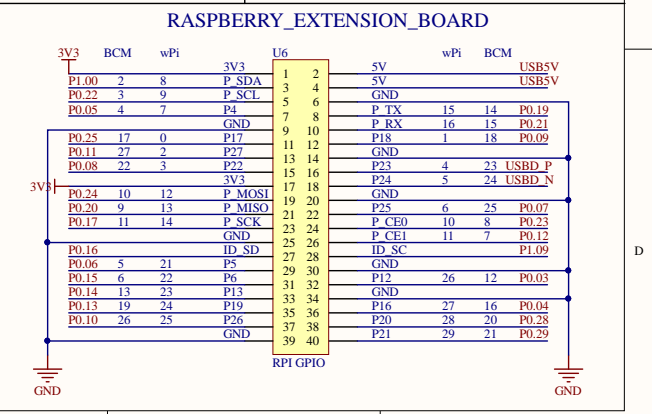 RASPBERRY_EXTENSION_BOARD
3V3 BCM wPi U6 wPi BCM
3V3 1 2 5V USB5V
P1.00 2 8 P_SDA 3 4 5V USB5V
P0.22 3 9 P_SCL 5 6 GND
P0.05 4 7 P4 7 8 P_TX 15 14 P0.19
GND 9 10 P_RX 16 15 P0.21
P0.25 17 0 P17 11 12 P18 1 18 P0.09
P0.11 27 2 P27 13 14 GND
P0.08 22 3 P22 15 16 P23 4 23 USBD_P
3V3 3V3 17 18 P24 5 24 USBD_N
P0.24 10 12 P_MOSI 19 20 GND
P0.20 9 13 P_MISO 21 22 P25 6 25 P0.07
P0.17 11 14 P_SCK 23 24 P_CE0 10 8 P0.23
GND 25 26 P_CE1 11 7 P0.12
P0.16 ID_SD 27 28 ID_SC P1.09
P0.06 5 21 P5 29 30 GND
P0.15 6 22 P6 31 32 P12 26 12 P0.03
P0.14 13 23 P13 33 34 GND
P0.13 19 24 P19 35 36 P16 27 16 P0.04
P0.10 26 25 P26 37 38 P20 28 20 P0.28
GND 39 40 P21 29 21 P0.29
RPI GPIO
GND GND
D